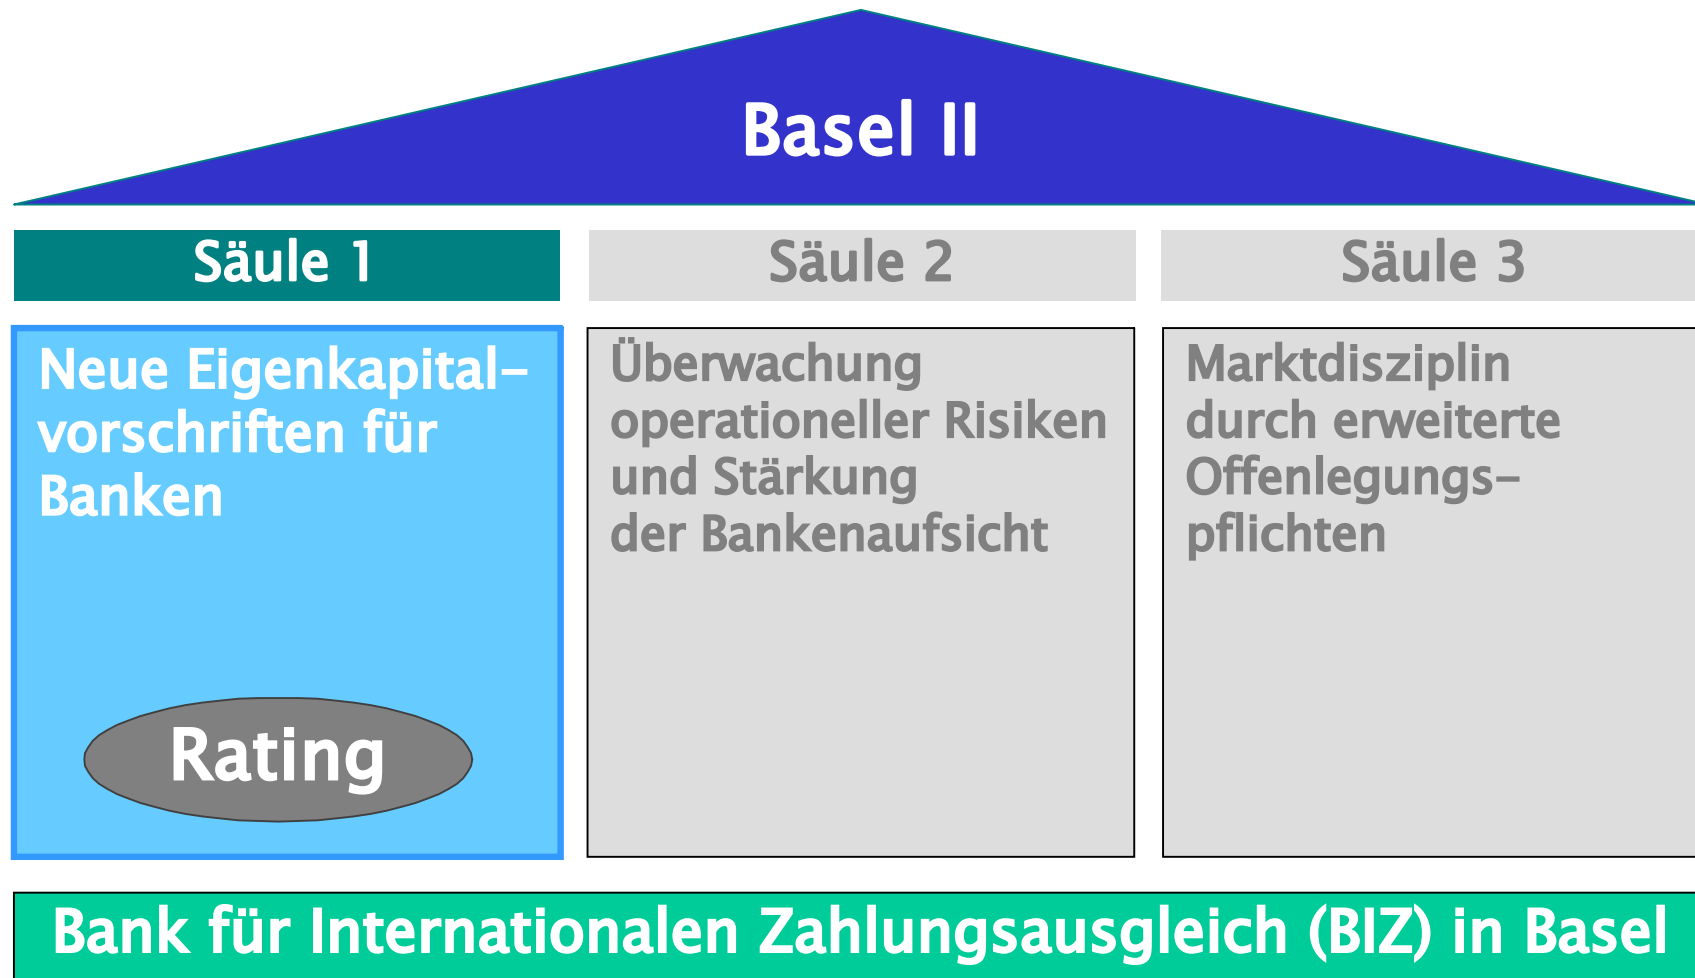 Basel II
Säule 1
Säule 2
Säule 3
Neue Eigenkapital-
vorschriften für
Banken
Rating
Überwachung
operationeller Risiken
und Stärkung
der Bankenaufsicht
Marktdisziplin
durch erweiterte
Offenlegungs-
pflichten
Bank für Internationalen Zahlungsausgleich (BIZ) in Basel